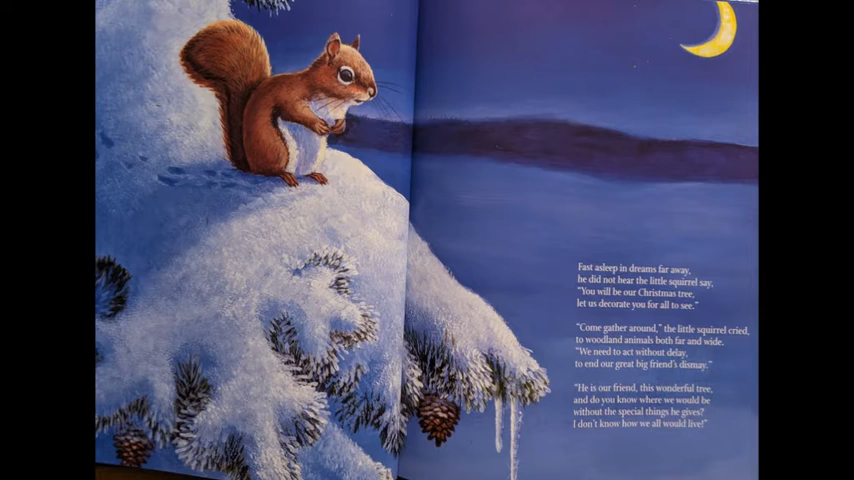 Fast asleep in dreams far away,
he did not hear the little squirrel say,
"You will be our Christmas tree,
let us decorate you for all to see."
"Come gather around," the little squirrel cried,
to woodland animals both far and wide.
"We need to act without delay,
to end our great big friend's dismay."
"He is our friend, this wonderful tree,
and do you know where we would be
without the special things he gives?
I don't know how we all would live!"